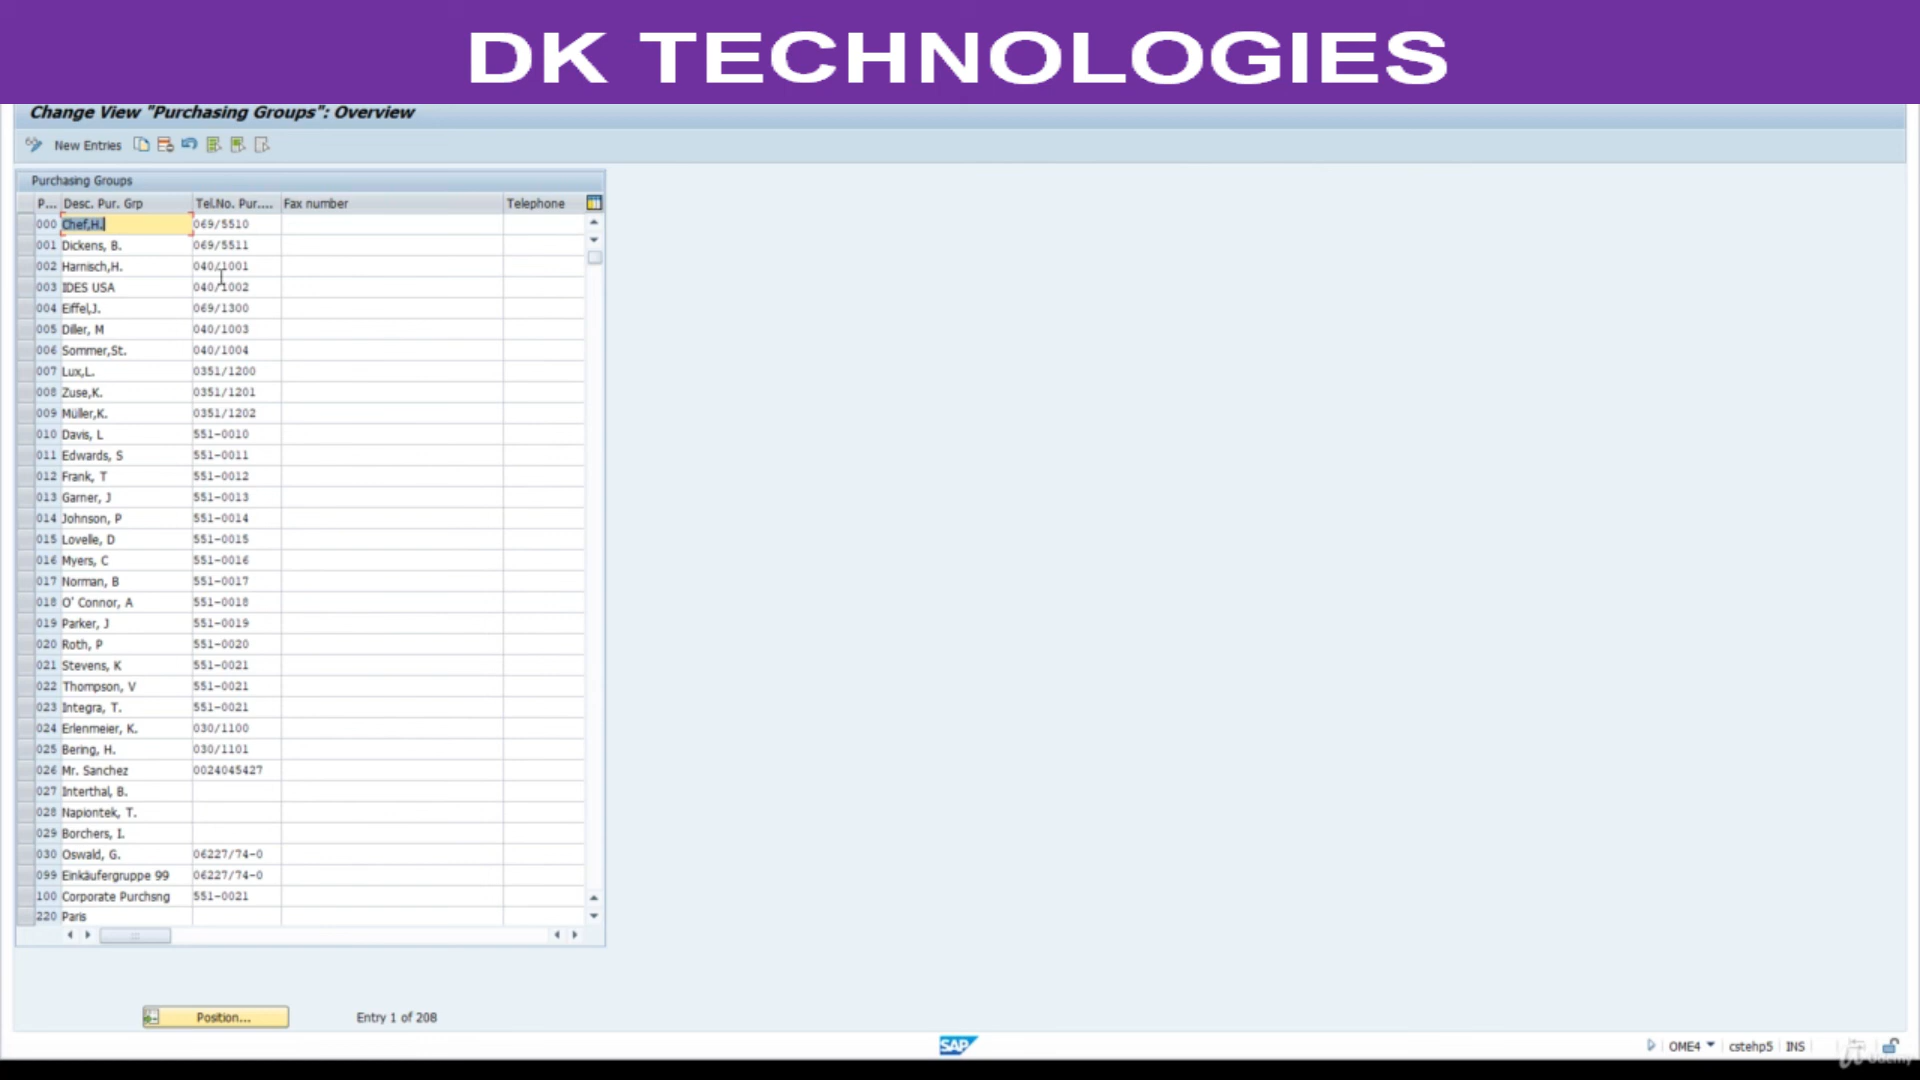 DK TECHNOLOGIES
Change View "Purchasing Groups": Overview
New Entries
Purchasing Groups
P... Desc. Pur. Grp Tel.No. Pur.... Fax number Telephone
000 Chef,H. 069/5510
001 Dickens, B. 069/5511
002 Harnisch,H. 040/1001
003 IDES USA 040/1002
004 Eiffel,J. 069/1300
005 Diller, M 040/1003
006 Sommer,St. 040/1004
007 Lux,L. 0351/1200
008 Zuse,K. 0351/1201
009 Müller,K. 0351/1202
010 Davis, L 551-0010
011 Edwards, S 551-0011
012 Frank, T 551-0012
013 Garner, J 551-0013
014 Johnson, P 551-0014
015 Lovelle, D 551-0015
016 Myers, C 551-0016
017 Norman, B 551-0017
018 O' Connor, A 551-0018
019 Parker, J 551-0019
020 Roth, P 551-0020
021 Stevens, K 551-0021
022 Thompson, V 551-0021
023 Integra, T. 551-0021
024 Erlenmeier, K. 030/1100
025 Bering, H. 030/1101
026 Mr. Sanchez 0024045427
027 Interthal, B.
028 Napiontek, T.
029 Borchers, I.
030 Oswald, G. 06227/74-0
099 Einkäufergruppe 99 06227/74-0
100 Corporate Purchsng 551-0021
220 Paris
Position... Entry 1 of 208
SAP OME4 cstehp5 INS
Udemy